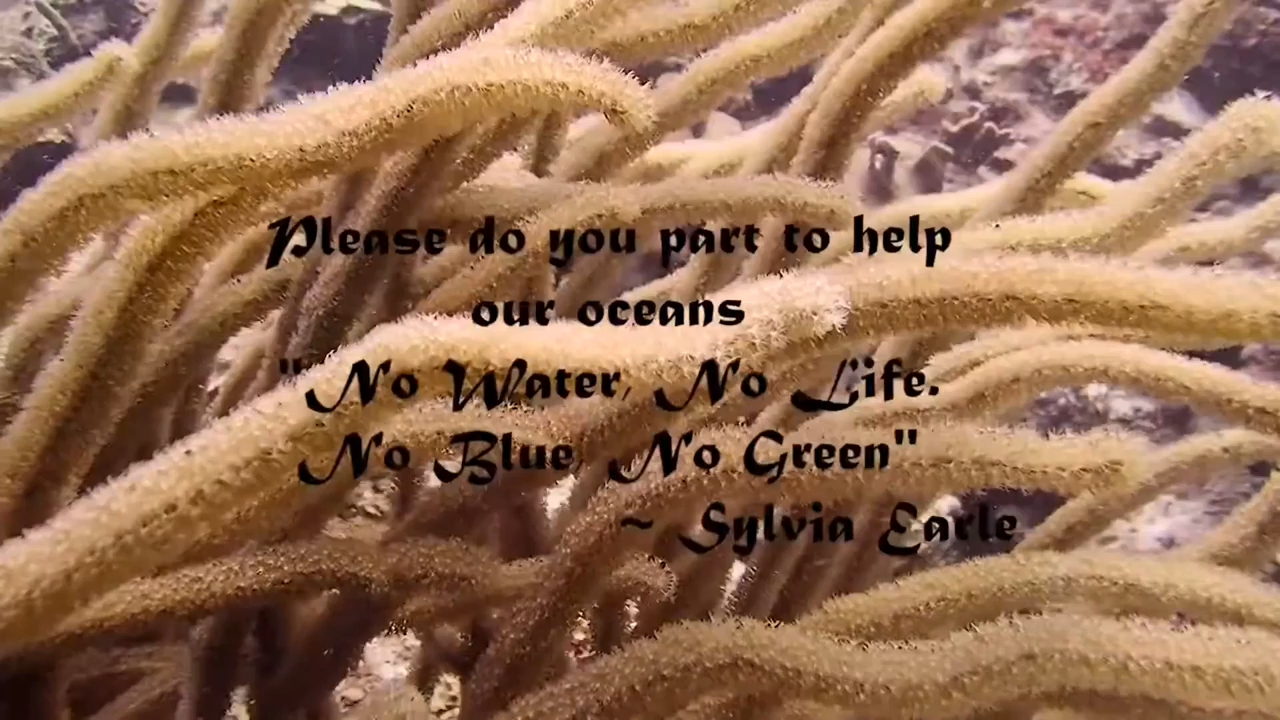 Please do you part to help
our oceans
"No Water, No Life.
No Blue, No Green"
~ Sylvia Earle